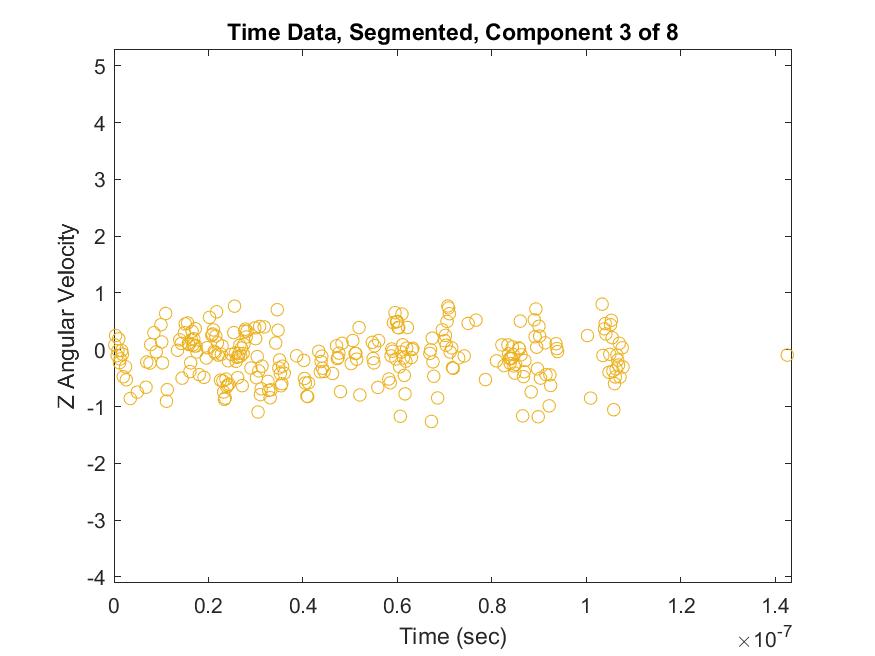 Time Data, Segmented, Component 3 of 8
Z Angular Velocity
5
4
3
2
1
0
-1
-2
-3
-4
0 0.2 0.4 0.6 0.8 1 1.2 1.4
Time (sec)
×10⁻⁷